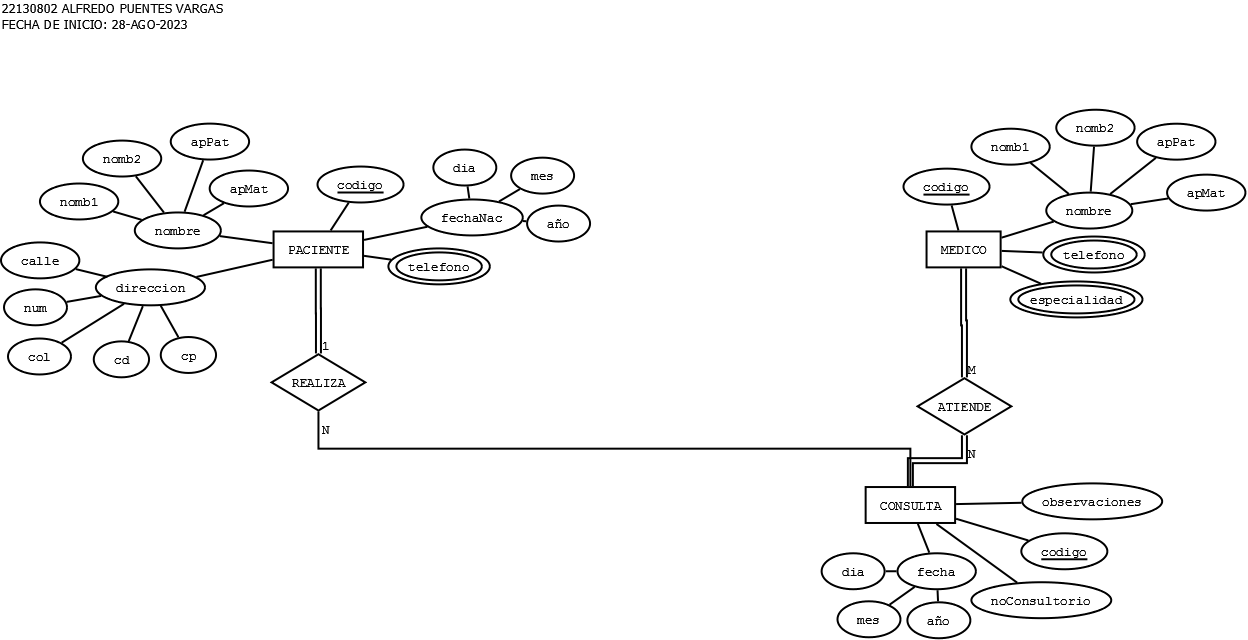 22130802 ALFREDO PUENTES VARGAS
FECHA DE INICIO: 28-AGO-2023
nomb2
apPat
nomb1
apMat
nombre
codigo
dia
mes
fechaNac
año
PACIENTE
telefono
calle
direccion
num
col
cd
cp
1
REALIZA
N
nomb1
nomb2
apPat
codigo
nombre
apMat
MEDICO
telefono
especialidad
M
ATIENDE
N
CONSULTA
observaciones
codigo
dia
fecha
mes
año
noConsultorio